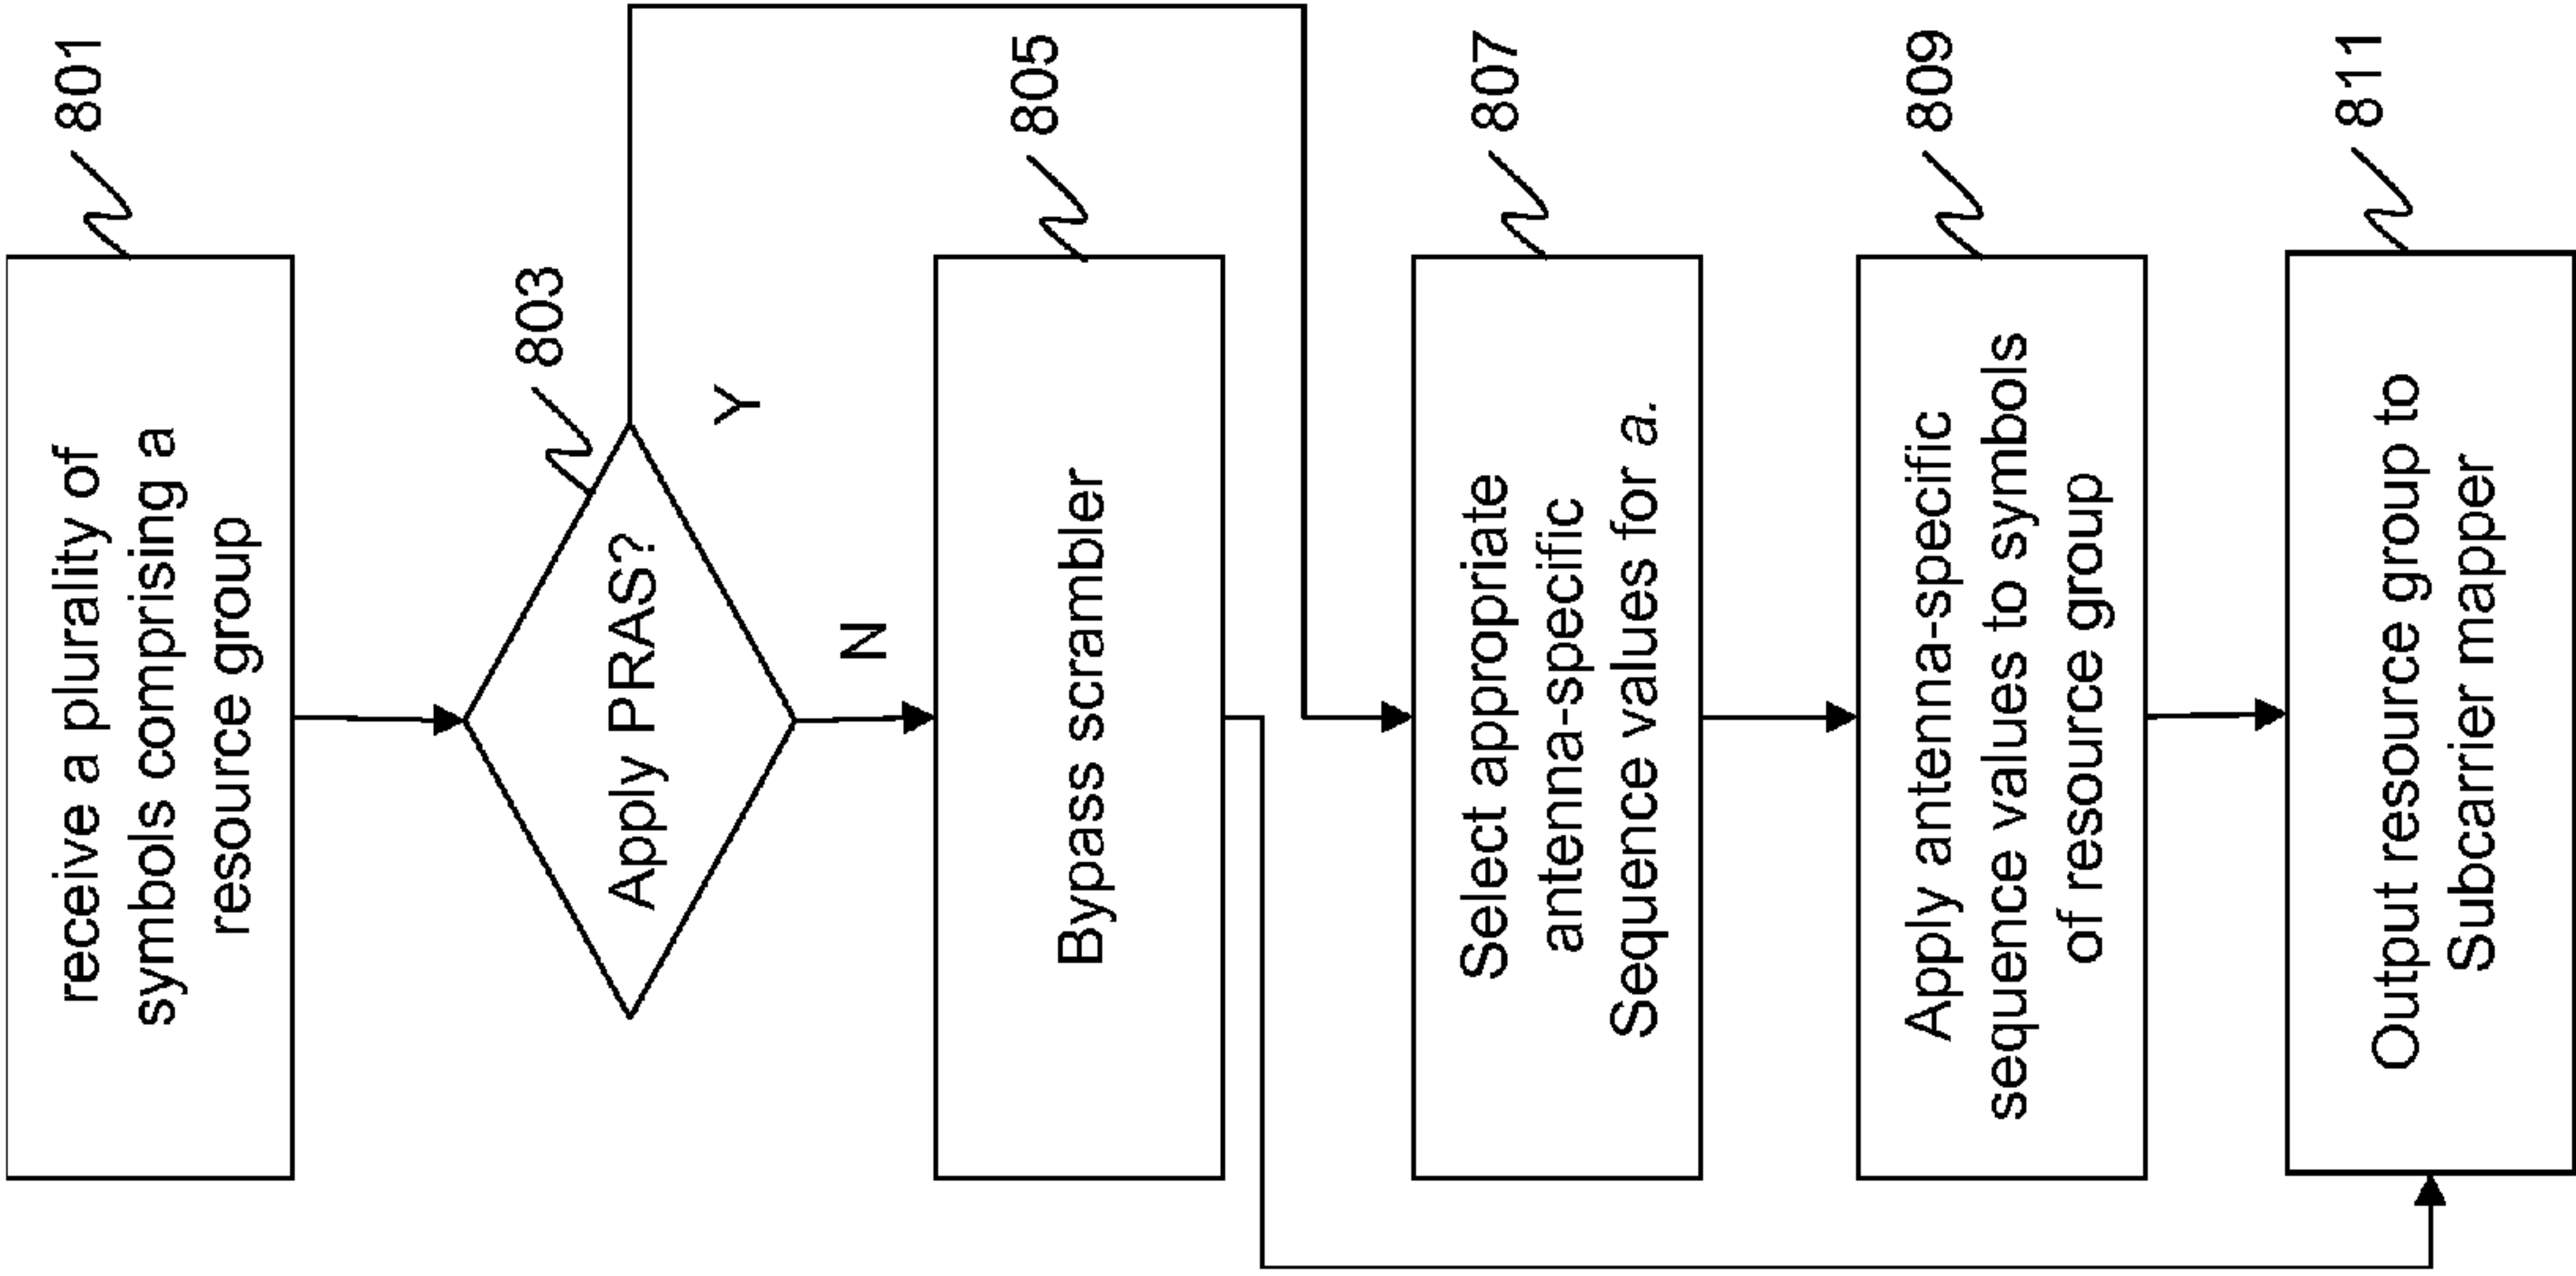 receive a plurality of
symbols comprising a
resource group
801
Apply PRAS?
803
Y
N
Bypass scrambler
805
Select appropriate
antenna-specific
Sequence values for a.
807
Apply antenna-specific
sequence values to symbols
of resource group
809
Output resource group to
Subcarrier mapper
811